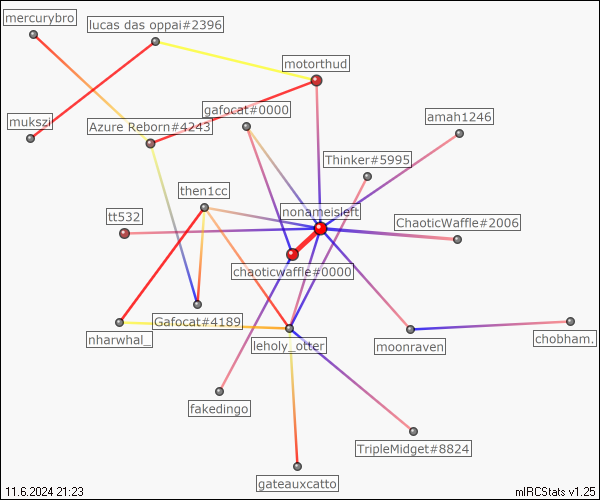 mercurybro
lucas das oppai#2396
motorthud
gafocat#0000
amah1246
mukszi
Azure Reborn#4243
Thinker#5995
then1cc
nonameisleft
tt532
ChaoticWaffle#2006
chaoticwaffle#0000
Gafocat#4189
nharwhal_
leholy_otter
moonraven
chobham.
fakedingo
TripleMidget#8824
gateauxcatto
11.6.2024 21:23
mIRCStats v1.25